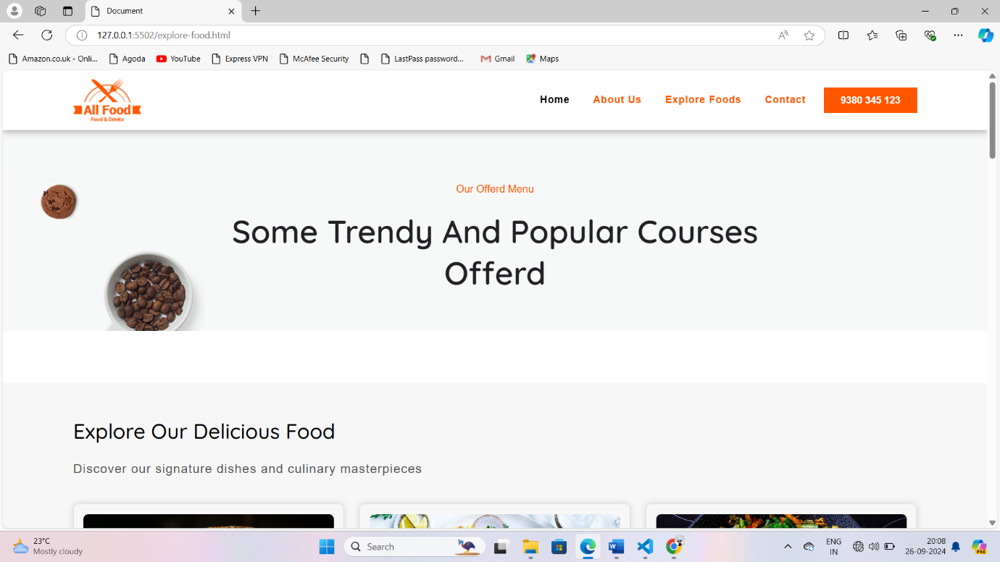 Document
127.0.0.1:5502/explore-food.html
Amazon.co.uk - Onli... Agoda YouTube Express VPN McAfee Security LastPass password... Gmail Maps
All Food
Food & Drinks
Home About Us Explore Foods Contact 9380 345 123
Our Offerd Menu
Some Trendy And Popular Courses
Offerd
Explore Our Delicious Food
Discover our signature dishes and culinary masterpieces
23°C
Mostly cloudy
Search
ENG
IN
20:08
26-09-2024
PRE